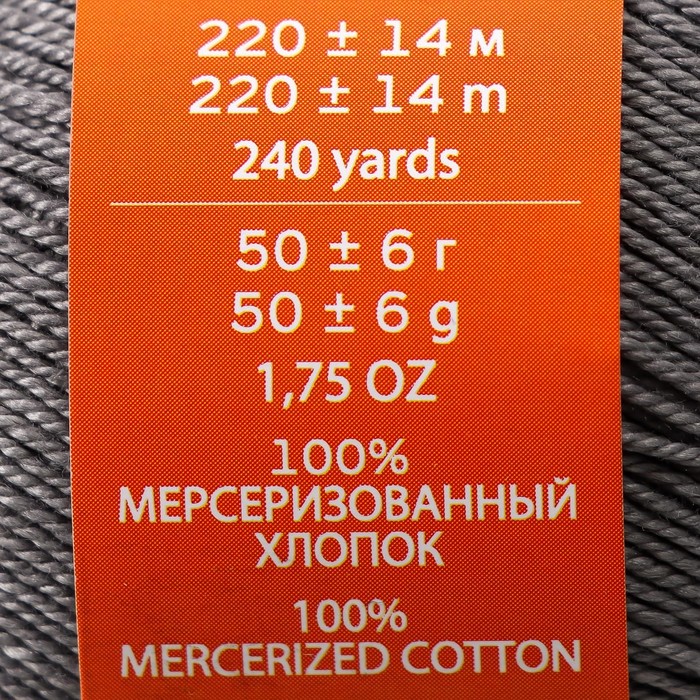 220 ± 14 м
220 ± 14 m
240 yards
50 ± 6 г
50 ± 6 g
1,75 OZ
100%
МЕРСЕРИЗОВАННЫЙ
ХЛОПОК
100%
MERCERIZED COTTON